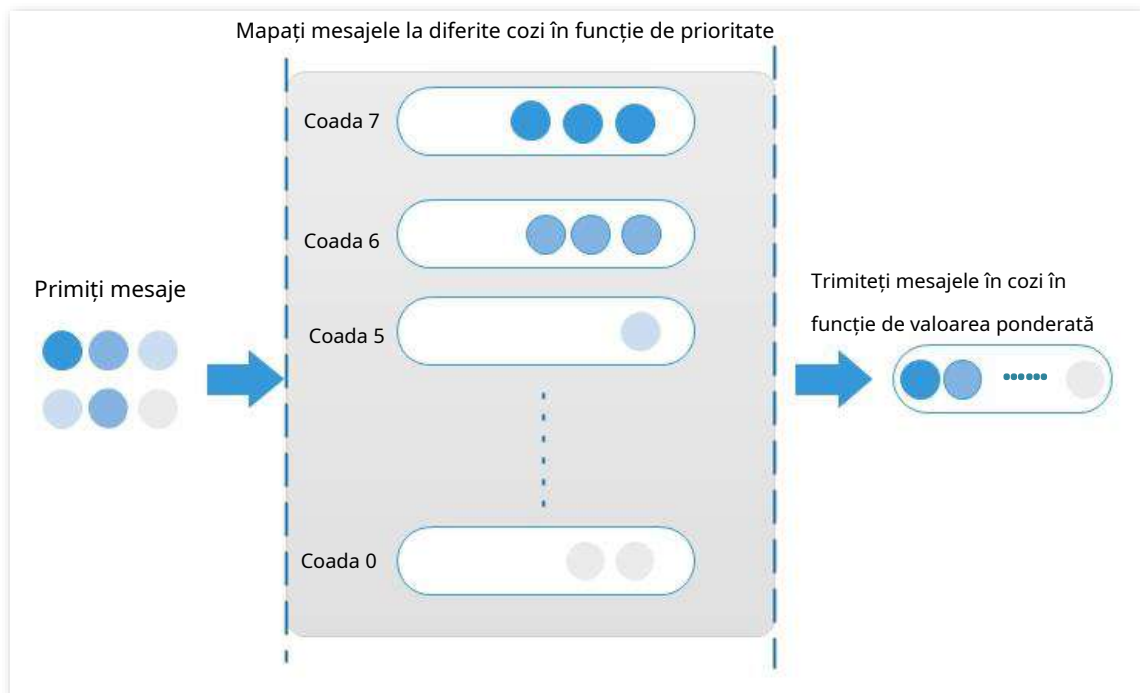 Mapați mesajele la diferite cozi în funcție de prioritate
Coada 7
Coada 6
Primiți mesaje
Coada 5
Trimiteți mesajele în cozi în
funcție de valoarea ponderată
Coada 0